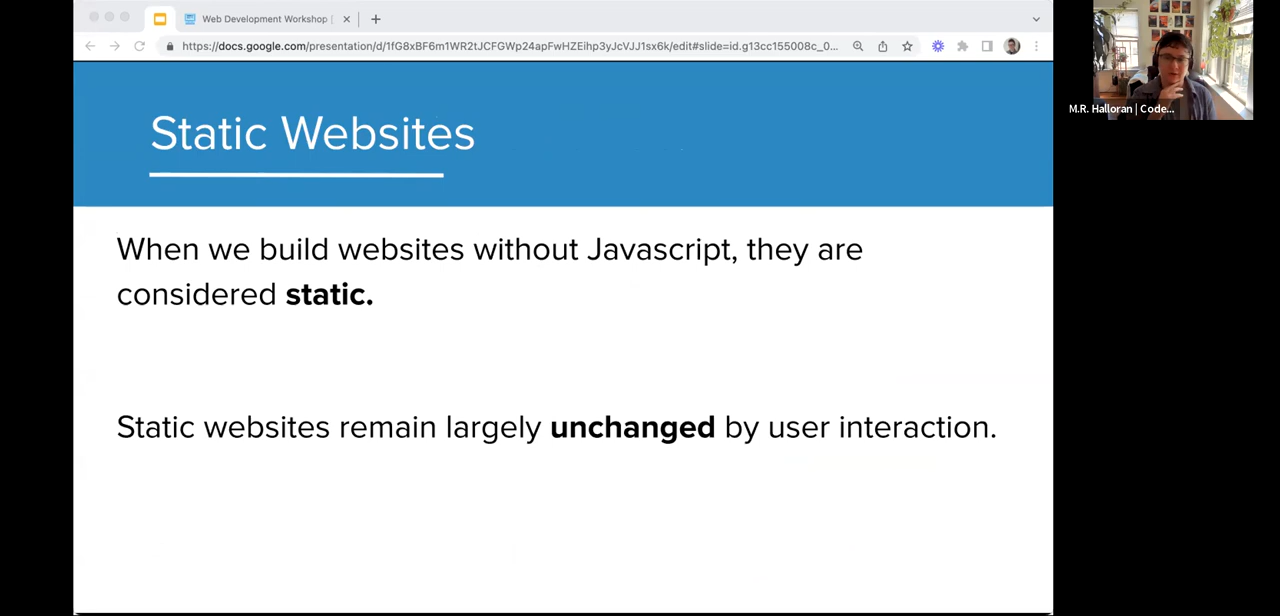 Web Development Workshop |
https://docs.google.com/presentation/d/1fG8xBF6m1WR2tJCFGWp24apFwHZEihp3yJcVJJ1sx6k/edit#slide=id.g13cc155008c_0...
M.R. Halloran | Code...
Static Websites
When we build websites without Javascript, they are
considered static.
Static websites remain largely unchanged by user interaction.